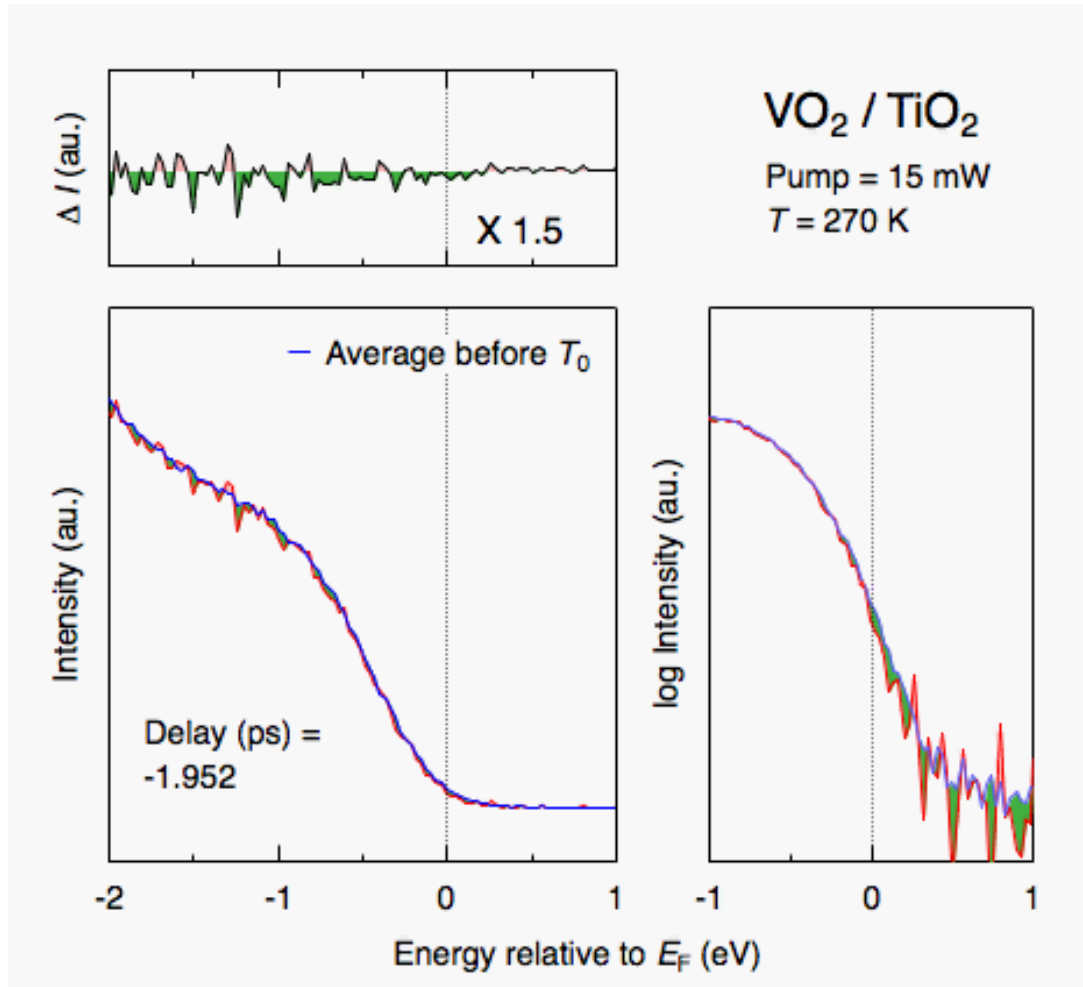 Δ I (au.)
X 1.5
VO₂ / TiO₂
Pump = 15 mW
T = 270 K
Average before T₀
Intensity (au.)
Delay (ps) =
-1.952
log Intensity (au.)
-2 -1 0 1
-1 0 1
Energy relative to E_F (eV)